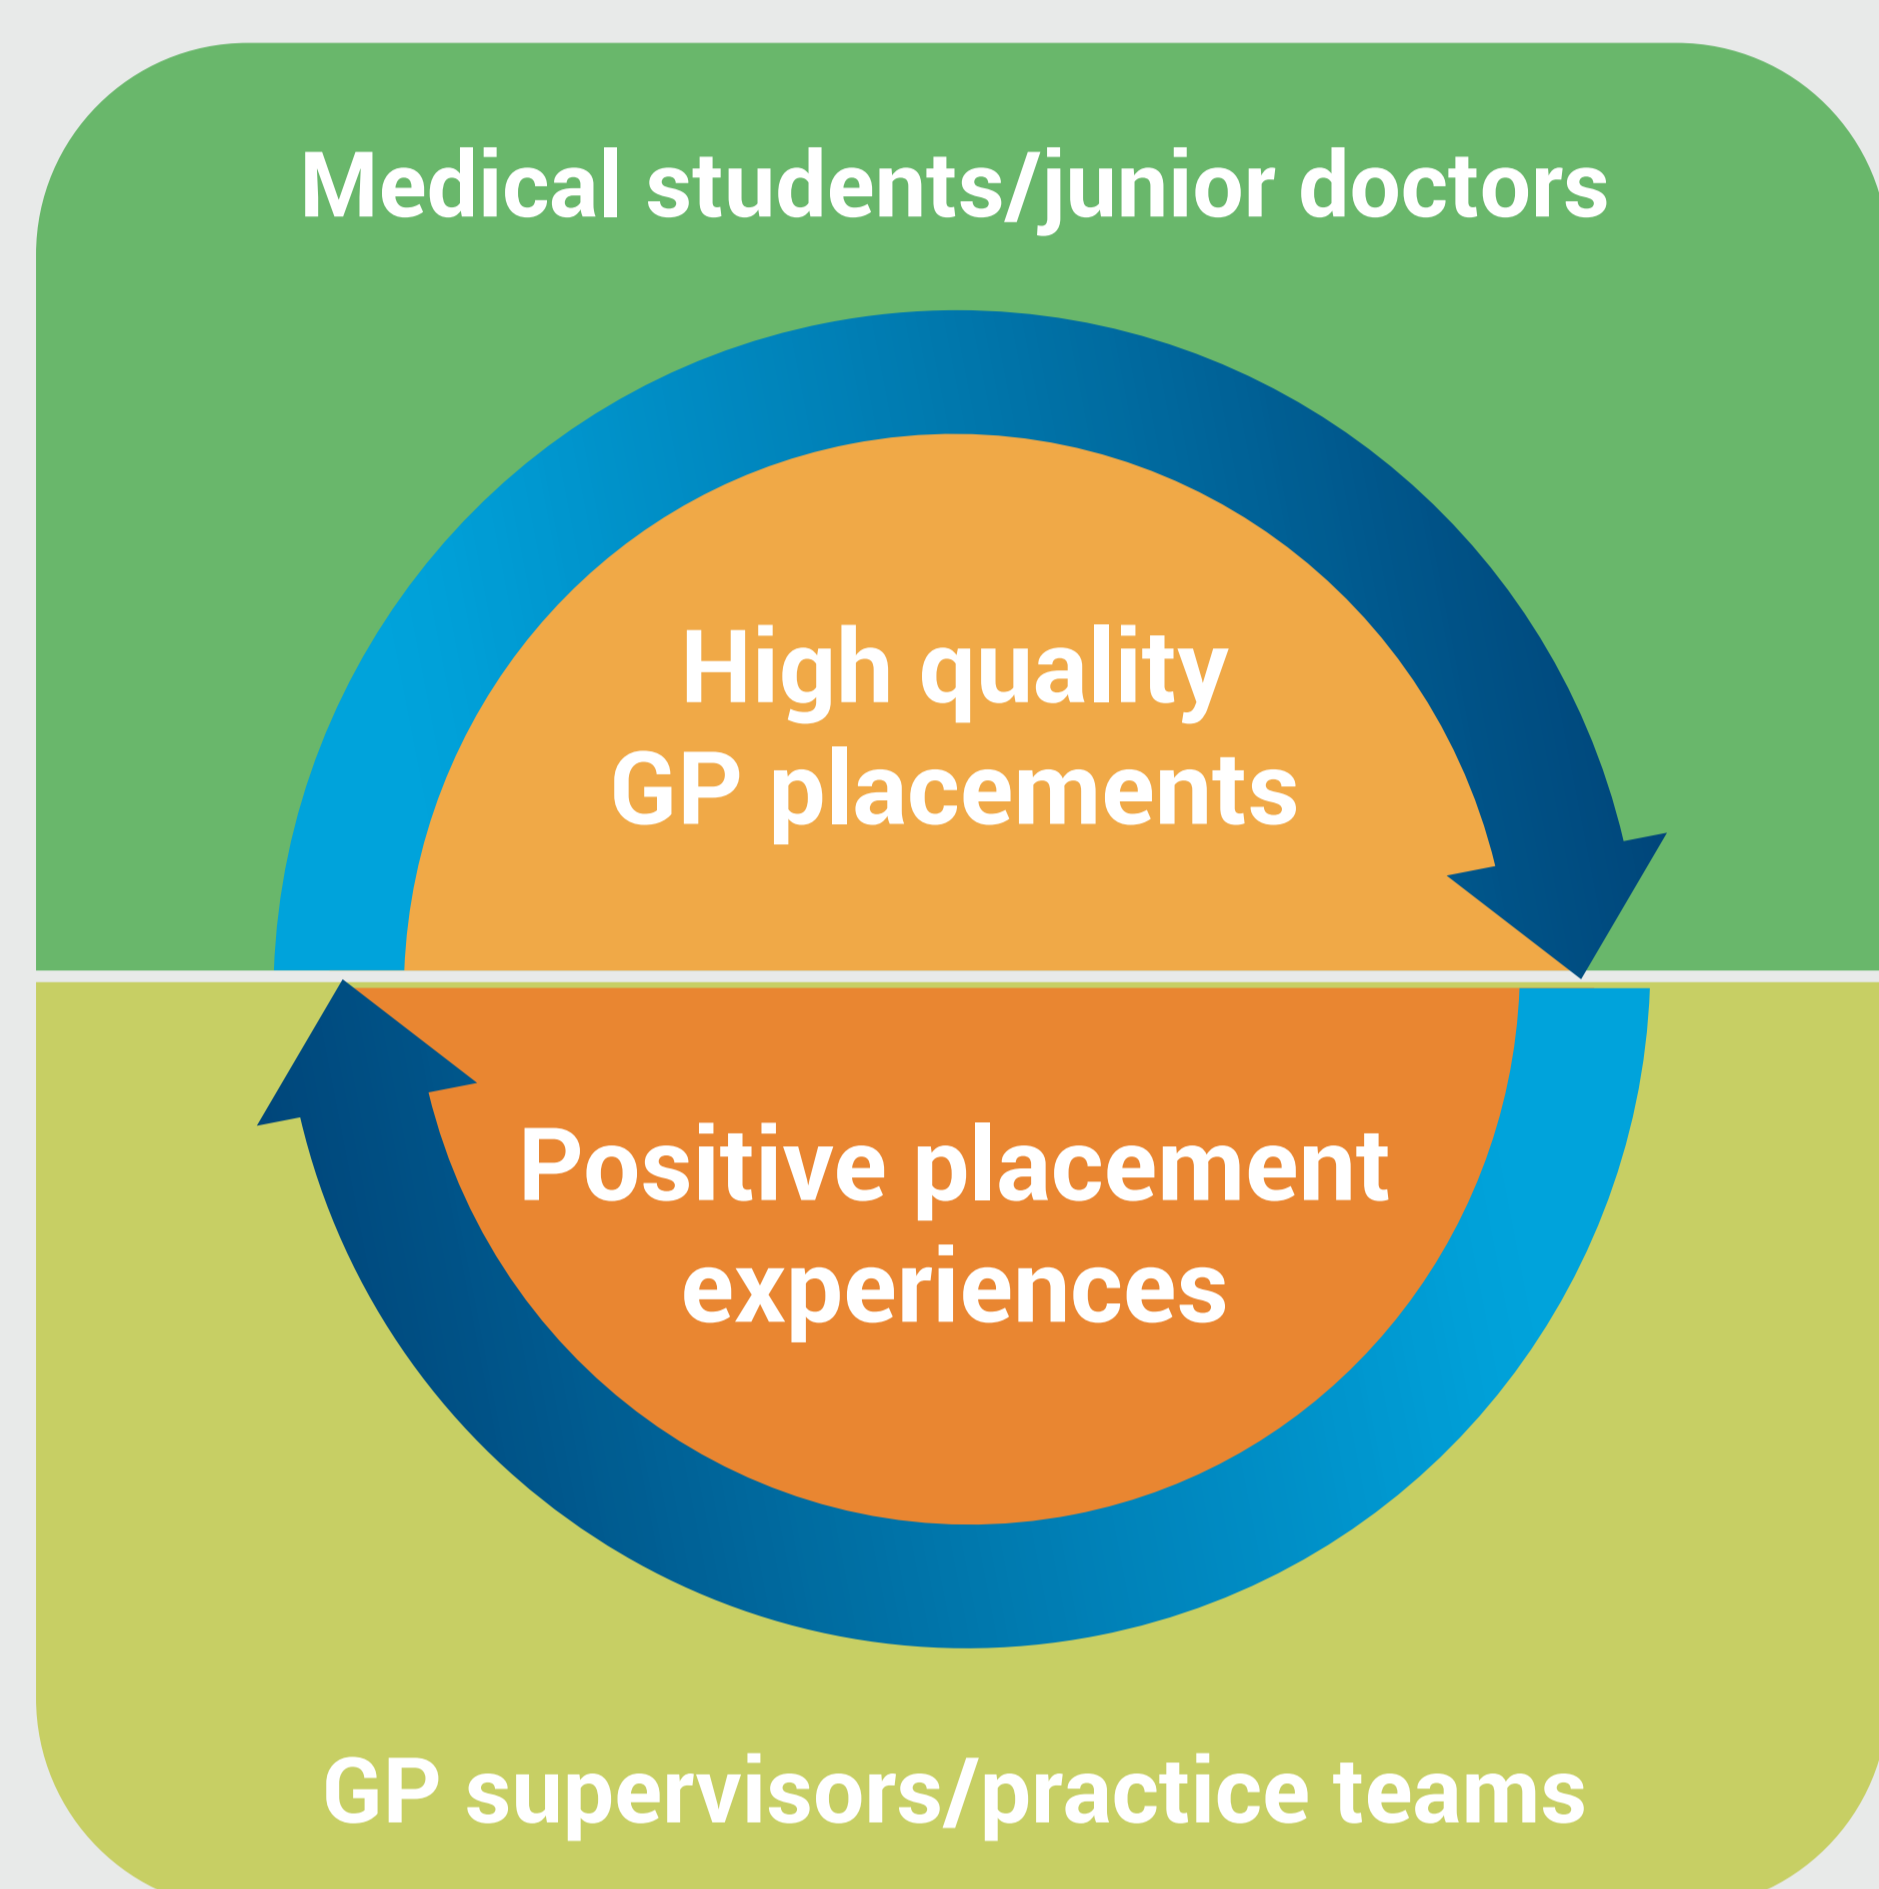 Medical students/junior doctors
High quality
GP placements
Positive placement
experiences
GP supervisors/practice teams